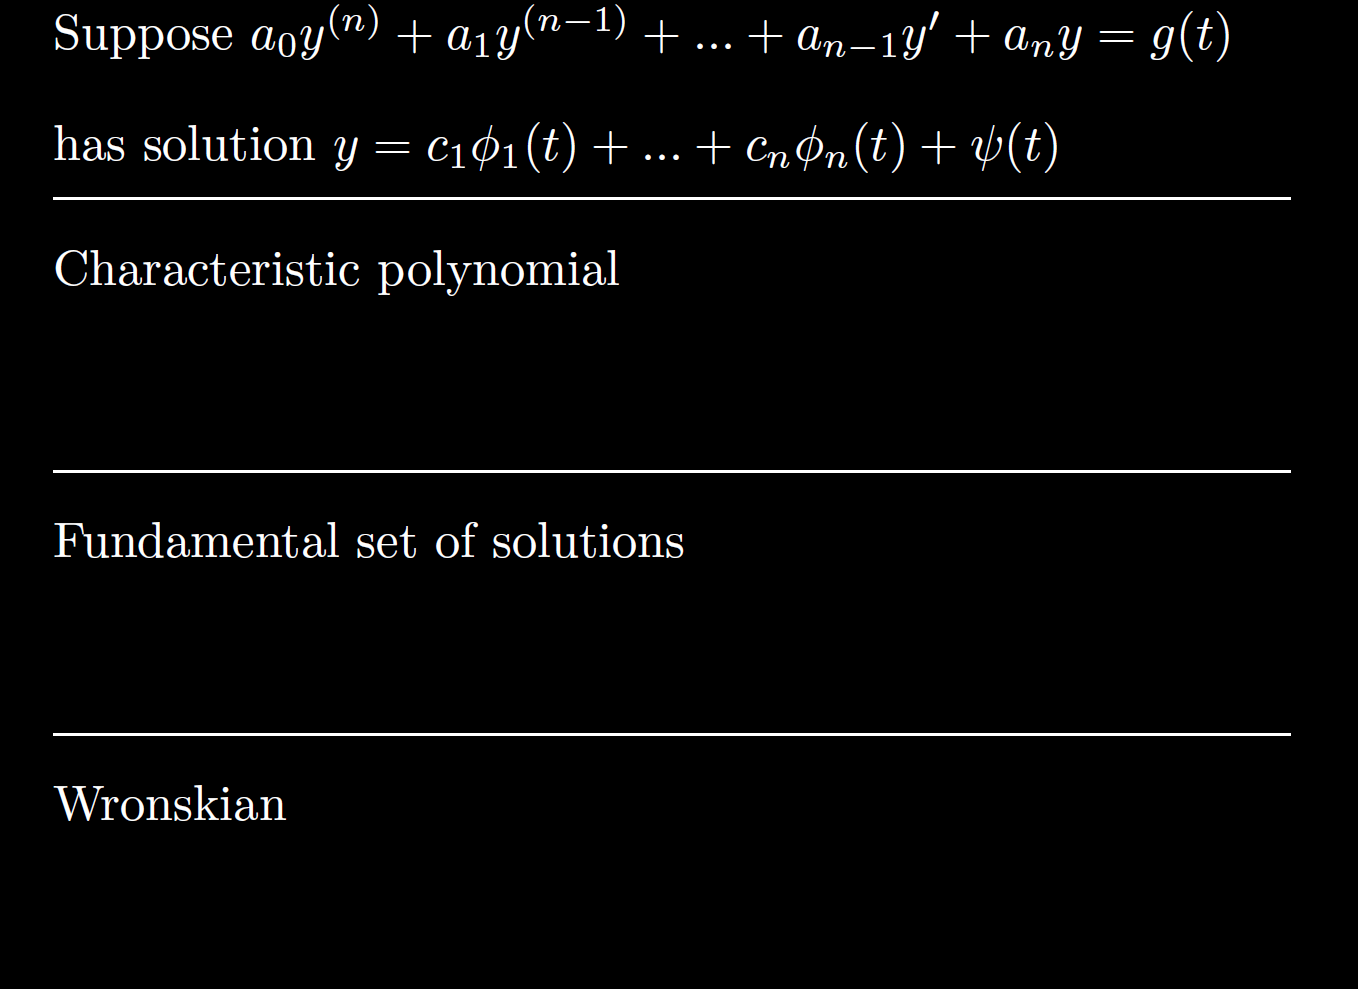 Suppose $a_0y^{(n)} + a_1y^{(n-1)} + ... + a_{n-1}y' + a_ny = g(t)$
has solution $y = c_1\phi_1(t) + ... + c_n\phi_n(t) + \psi(t)$
Characteristic polynomial
Fundamental set of solutions
Wronskian